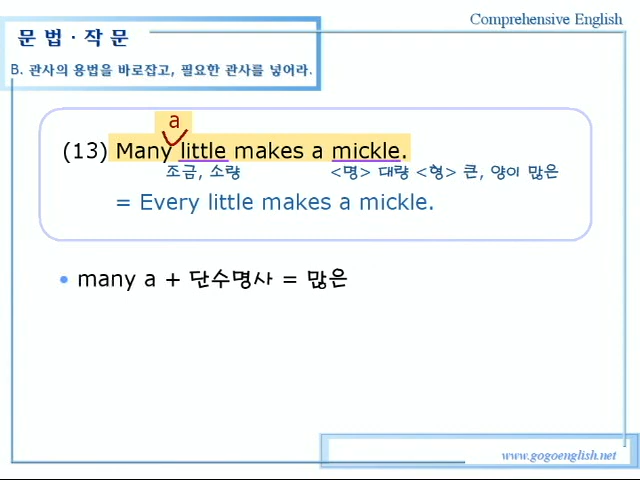 Comprehensive English
문 법 · 작 문
B. 관사의 용법을 바로잡고, 필요한 관사를 넣어라.
a
(13) Many little makes a mickle.
조금, 소량 <명> 대량 <형> 큰, 양이 많은
= Every little makes a mickle.
• many a + 단수명사 = 많은
www.gogoenglish.net